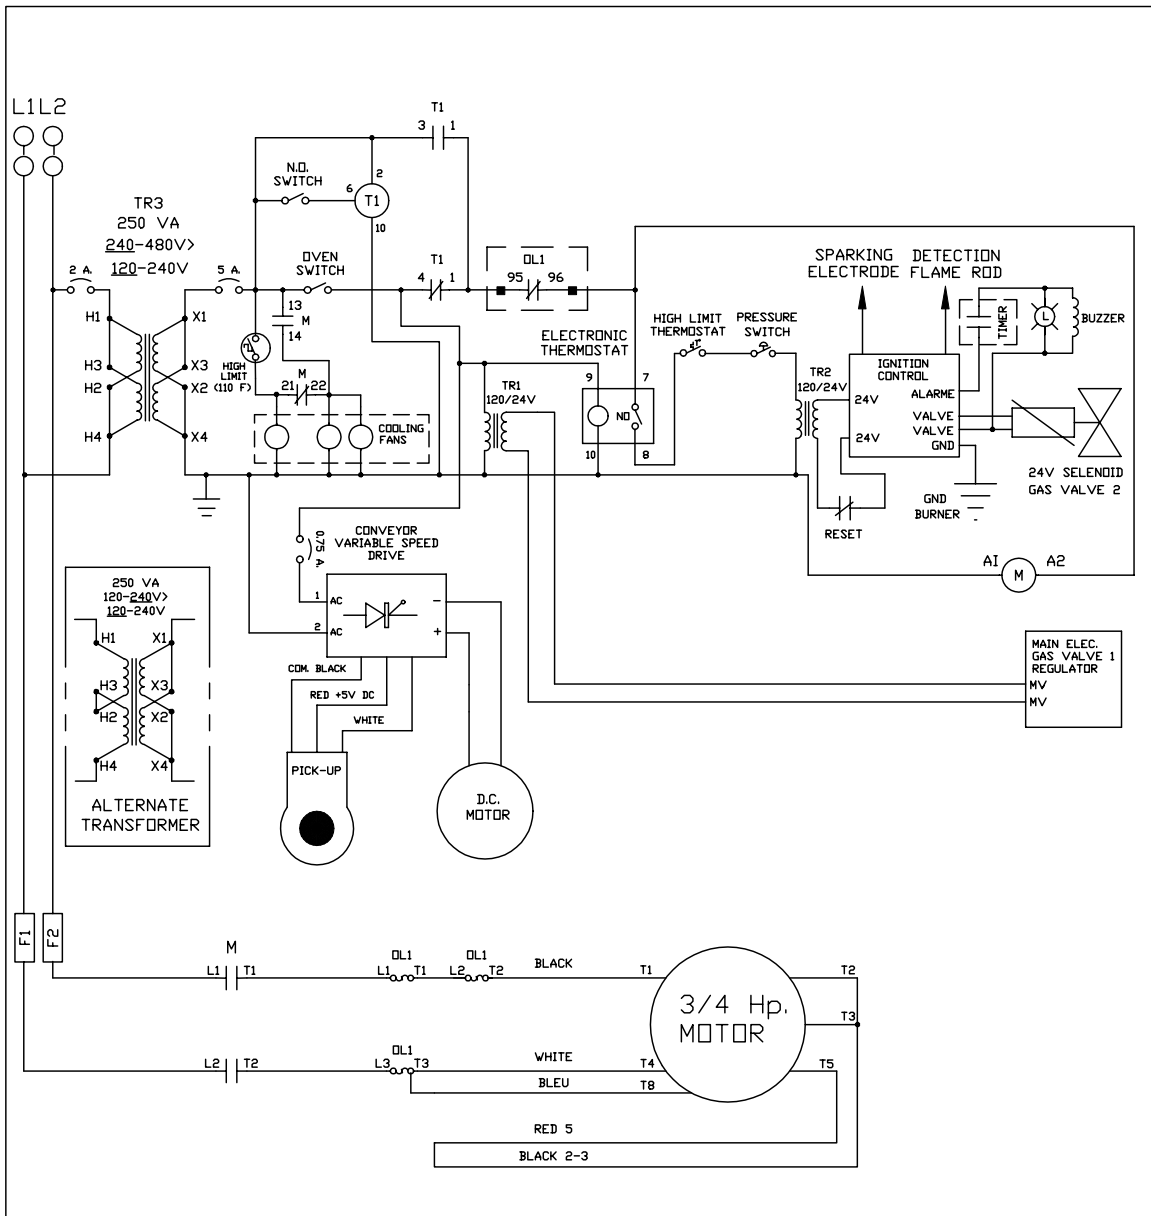 L1 L2
TR3
250 VA
240-480V>
120-240V
2 A.
5 A.
H1
H3
H2
H4
X1
X3
X2
X4
N.O.
SWITCH
6
T1
2
10
T1
3
1
OVEN
SWITCH
T1
4
1
OL1
95
96
13
M
14
HIGH
LIMIT
(110 F)
M
21
22
COOLING
FANS
ELECTRONIC
THERMOSTAT
9
7
NO
10
8
TR1
120/24V
HIGH LIMIT
THERMOSTAT
PRESSURE
SWITCH
TR2
120/24V
SPARKING
ELECTRODE
DETECTION
FLAME ROD
TIMER
L
BUZZER
IGNITION
CONTROL
ALARME
24V
VALVE
VALVE
24V
GND
RESET
GND
BURNER
24V SELENOID
GAS VALVE 2
A1
M
A2
0.75 A.
CONVEYOR
VARIABLE SPEED
DRIVE
1
AC
-
2
AC
+
COM. BLACK
RED +5V DC
WHITE
PICK-UP
D.C.
MOTOR
MAIN ELEC.
GAS VALVE 1
REGULATOR
MV
MV
250 VA
120-240V>
120-240V
H1
X1
H3
X3
H2
X2
H4
X4
ALTERNATE
TRANSFORMER
F1
F2
M
L1
T1
OL1
L1
T1
OL1
L2
T2
BLACK
T1
3/4 Hp.
MOTOR
T2
T3
L2
T2
OL1
L3
T3
WHITE
T4
T5
BLEU
T8
RED 5
BLACK 2-3